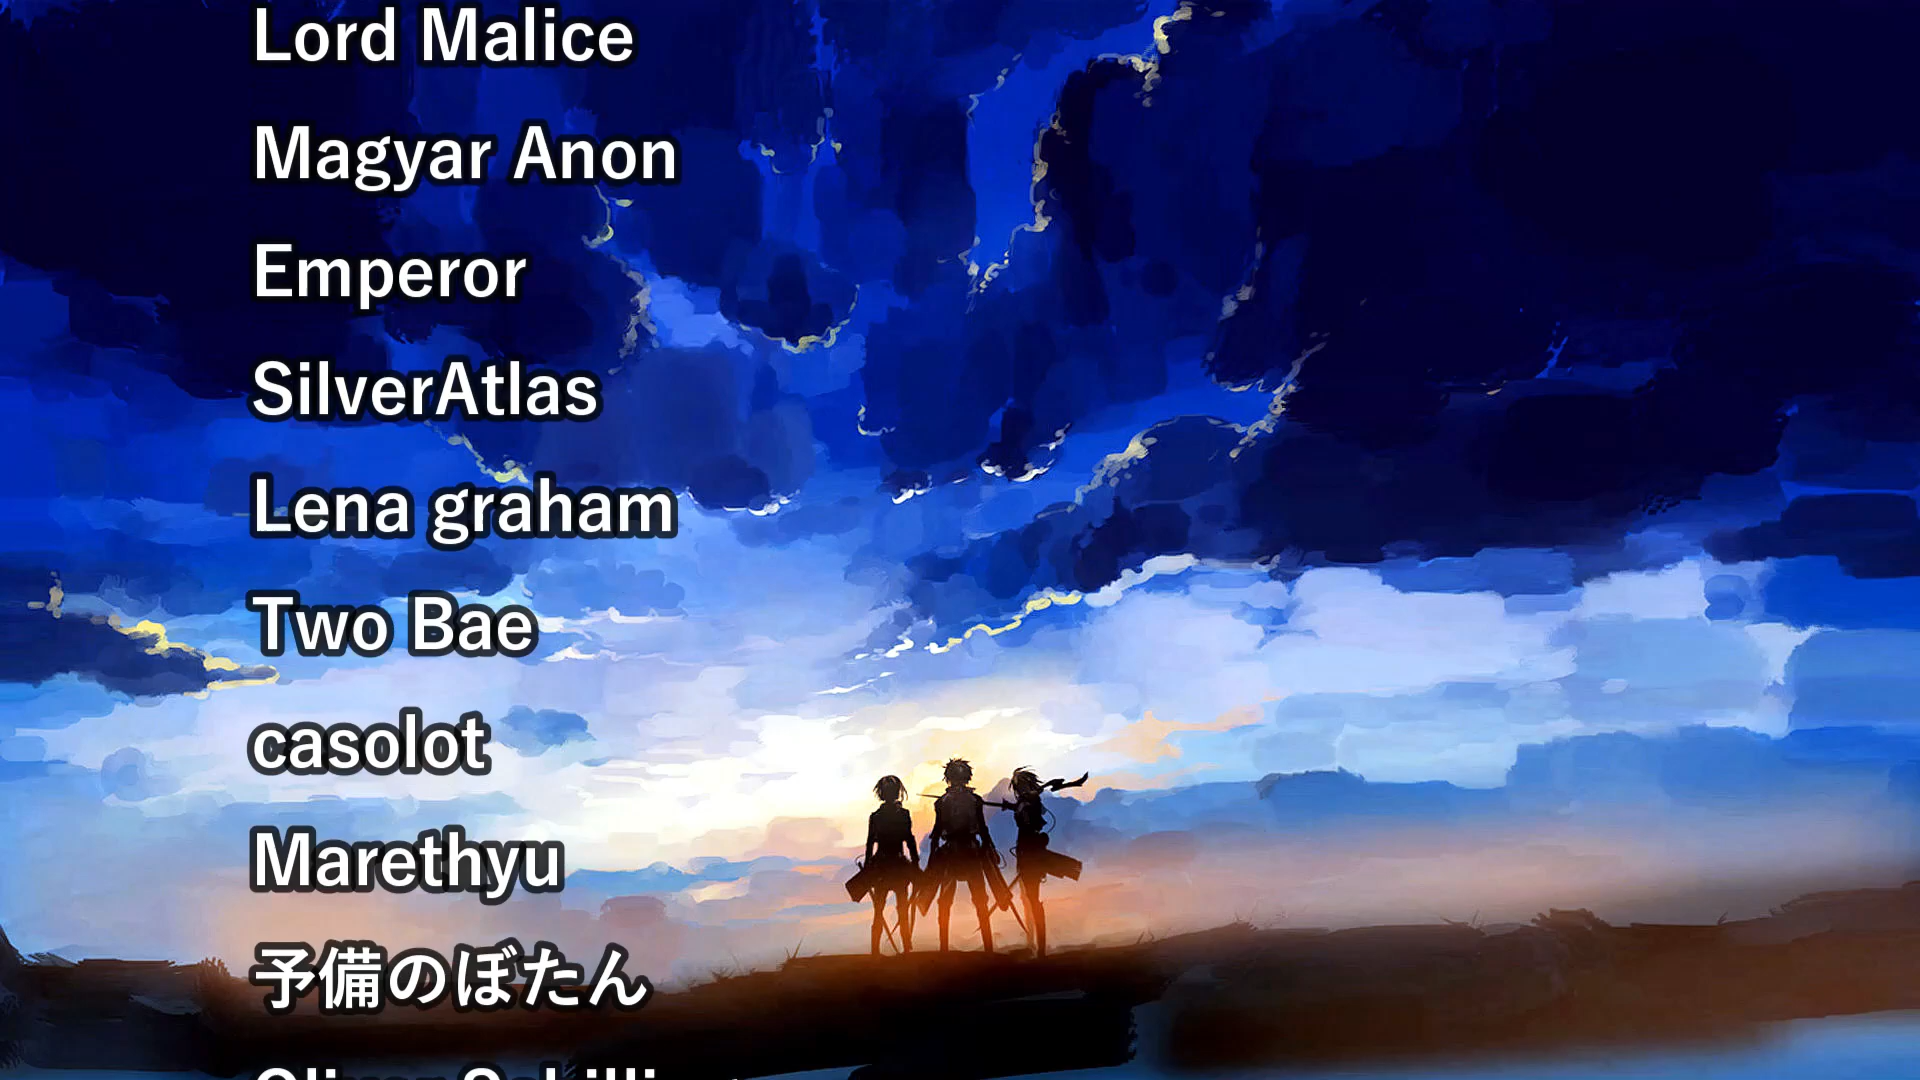 Lord Malice
Magyar Anon
Emperor
SilverAtlas
Lena graham
Two Bae
casolot
Marethyu
予備のぼたん